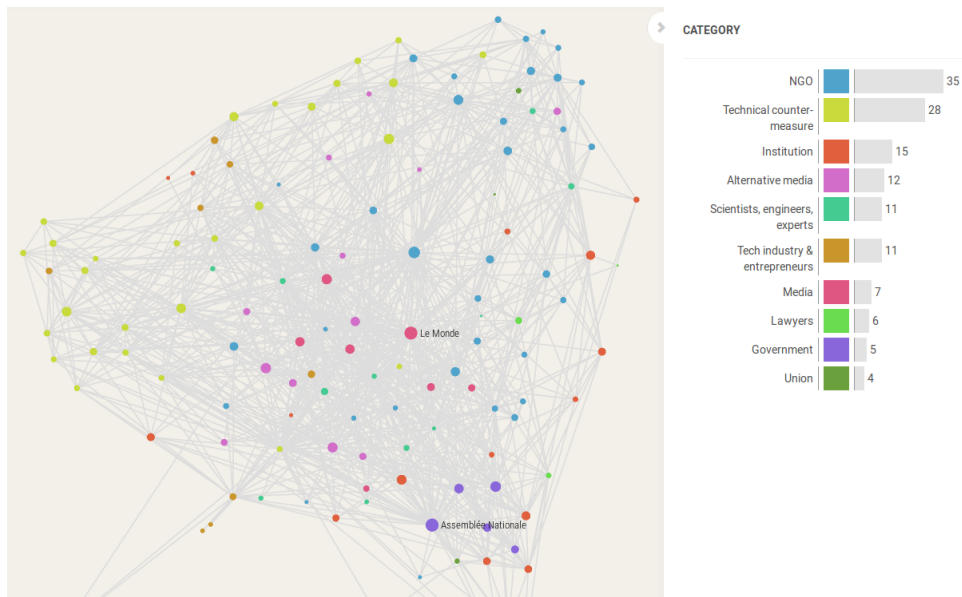 CATEGORY
NGO 35
Technical counter-
measure 28
Institution 15
Alternative media 12
Scientists, engineers,
experts 11
Tech industry &
entrepreneurs 11
Media 7
Lawyers 6
Government 5
Union 4
Le Monde
Assemblée Nationale